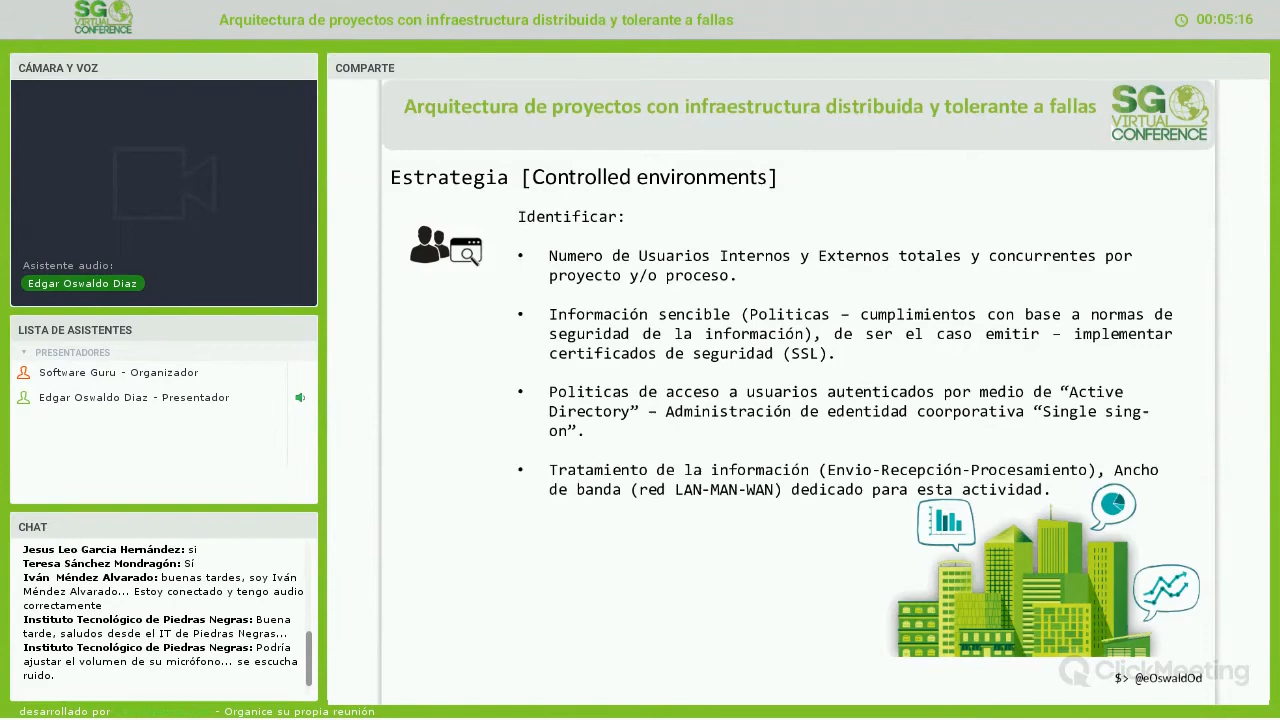 SG
VIRTUAL
CONFERENCE
Arquitectura de proyectos con infraestructura distribuida y tolerante a fallas
00:05:16
CÁMARA Y VOZ
Asistente audio:
Edgar Oswaldo Diaz
LISTA DE ASISTENTES
PRESENTADORES
Software Guru - Organizador
Edgar Oswaldo Diaz - Presentador
CHAT
Jesus Leo Garcia Hernández: si
Teresa Sánchez Mondragón: Sí
Iván Méndez Alvarado: buenas tardes soy Iván
Méndez Alvarado... Estoy conectado y tengo audio
correctamente
Instituto Tecnológico de Piedras Negras: Buena
tarde, saludos desde el IT de Piedras Negras...
Instituto Tecnológico de Piedras Negras: Podría
ajustar el volumen de su micrófono... se escucha
ruido.
desarrollado por - Organice su propia reunión
COMPARTE
Arquitectura de proyectos con infraestructura distribuida y tolerante a fallas
SG
VIRTUAL
CONFERENCE
Estrategia [Controlled environments]
Identificar:
• Numero de Usuarios Internos y Externos totales y concurrentes por
proyecto y/o proceso.
• Información sencible (Politicas – cumplimientos con base a normas de
seguridad de la información), de ser el caso emitir – implementar
certificados de seguridad (SSL).
• Politicas de acceso a usuarios autenticados por medio de “Active
Directory” – Administración de edentidad coorporativa “Single sing-
on”.
• Tratamiento de la información (Envio-Recepción-Procesamiento), Ancho
de banda (red LAN-MAN-WAN) dedicado para esta actividad.
ClickMeeting
$> @eOswaldOd